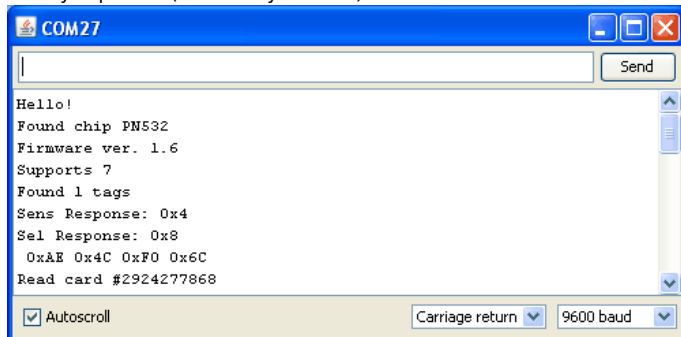 COM27
Send
Hello!
Found chip PN532
Firmware ver. 1.6
Supports 7
Found 1 tags
Sens Response: 0x4
Sel Response: 0x8
0xAE 0x4C 0xF0 0x6C
Read card #2924277868
Autoscroll
Carriage return
9600 baud